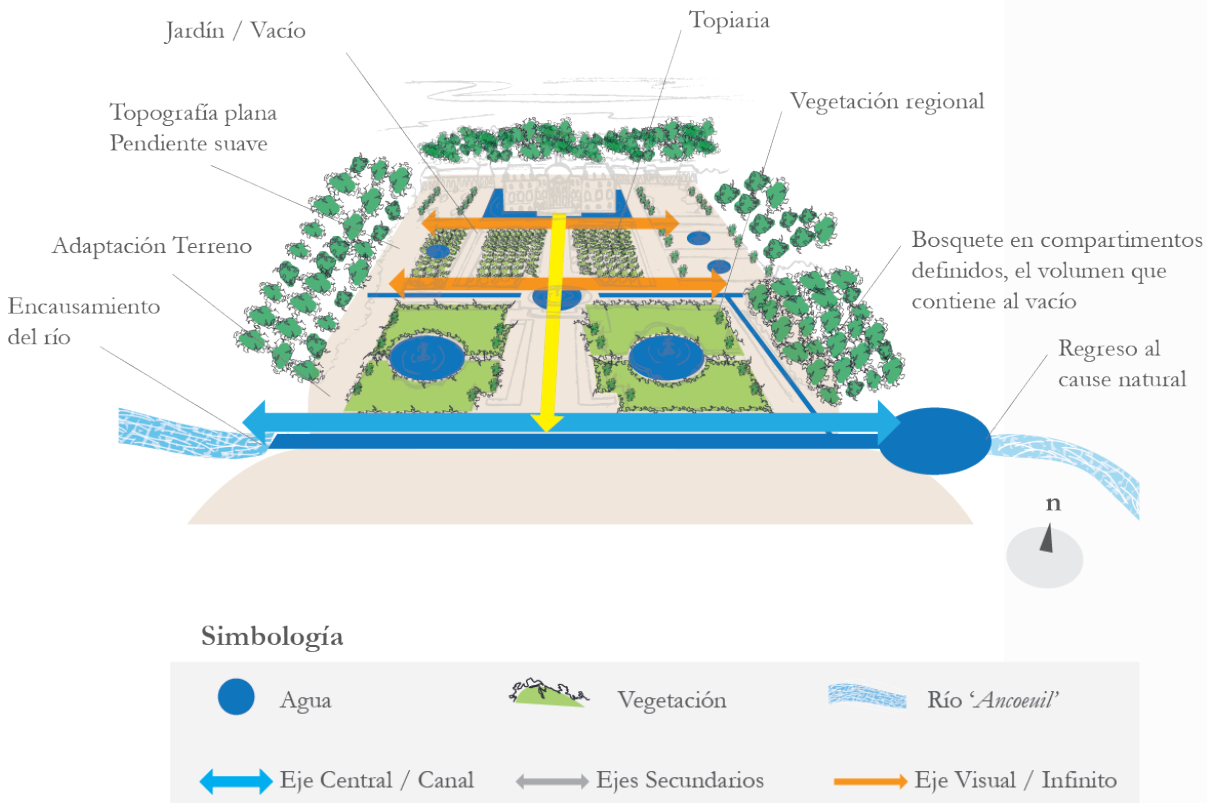 Topiaria
Jardín / Vacío
Vegetación regional
Topografía plana
Pendiente suave
Adaptación Terreno
Bosquete en compartimentos
definidos, el volumen que
contiene al vacío
Encausamiento
del río
Regreso al
cause natural
n
Simbología
Agua
Vegetación
Río ‘Ancoeuil’
Eje Central / Canal
Ejes Secundarios
Eje Visual / Infinito